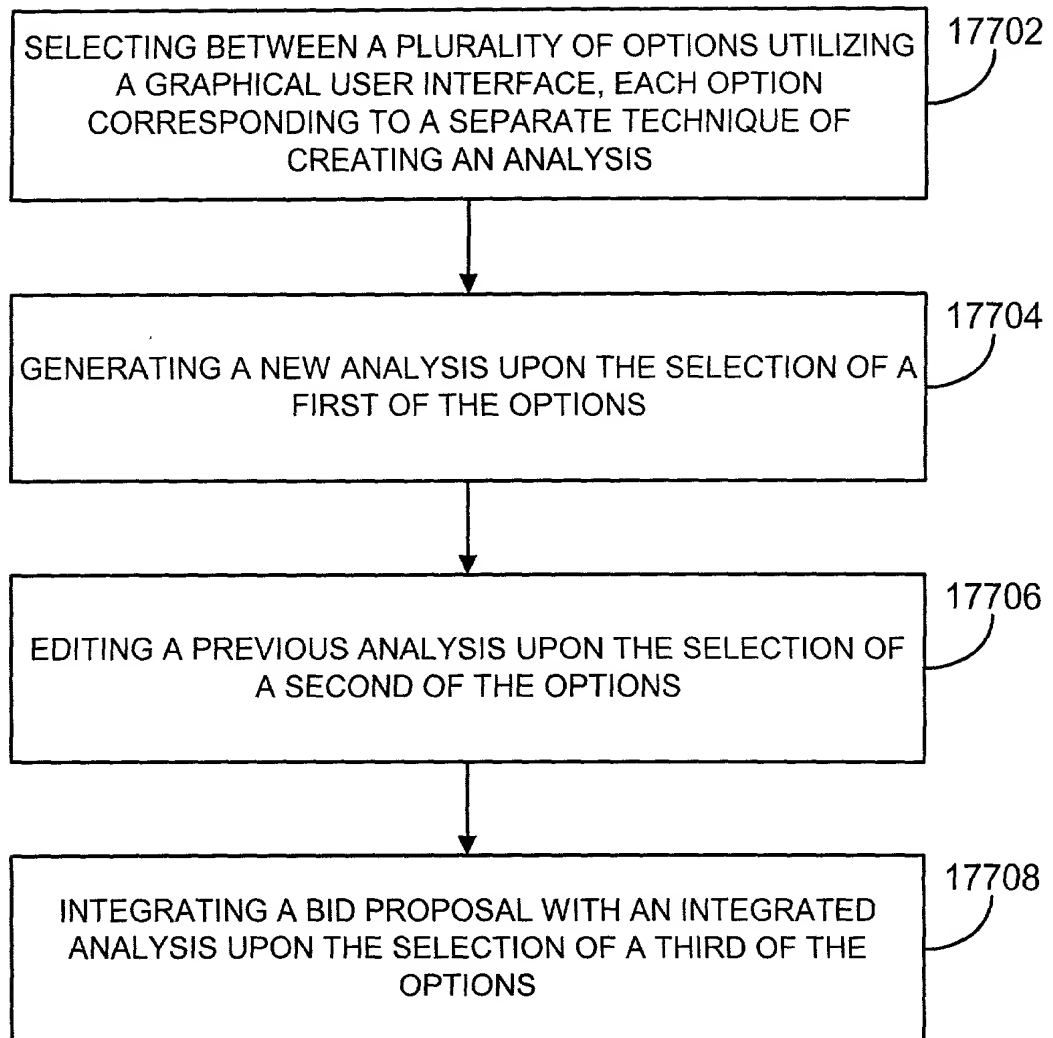 SELECTING BETWEEN A PLURALITY OF OPTIONS UTILIZING
A GRAPHICAL USER INTERFACE, EACH OPTION
CORRESPONDING TO A SEPARATE TECHNIQUE OF
CREATING AN ANALYSIS
17702
GENERATING A NEW ANALYSIS UPON THE SELECTION OF A
FIRST OF THE OPTIONS
17704
EDITING A PREVIOUS ANALYSIS UPON THE SELECTION OF
A SECOND OF THE OPTIONS
17706
INTEGRATING A BID PROPOSAL WITH AN INTEGRATED
ANALYSIS UPON THE SELECTION OF A THIRD OF THE
OPTIONS
17708